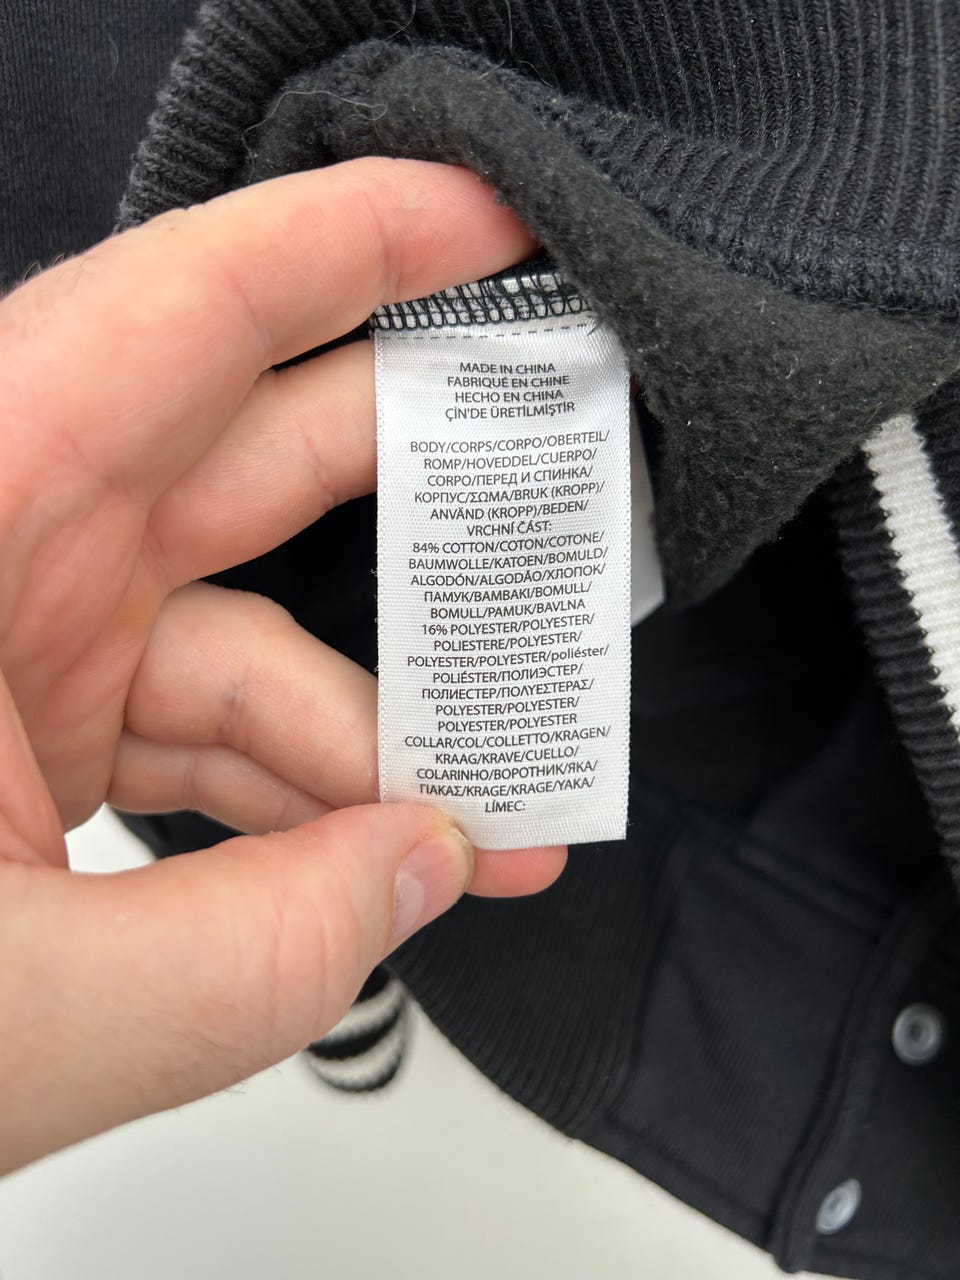 MADE IN CHINA
FABRIQUÉ EN CHINE
HECHO EN CHINA
ÇİN'DE ÜRETİLMİŞTİR
BODY/CORPS/CORPO/OBERTEIL/
ROMP/HOVEDDEL/CUERPO/
CORPO/ПЕРЕД И СПИНКА/
КОРПУС/ΣΩΜΑ/BRUK (KROPP)/
ANVÄND (KROPP)/BEDEN/
VRCHNÍ ČÁST:
84% COTTON/COTON/COTONE/
BAUMWOLLE/KATOEN/BOMULD/
ALGODÓN/ALGODÃO/ХЛОПОК/
ПАМУК/ΒΑΜΒΑΚΙ/BOMULL/
BOMULL/PAMUK/BAVLNA
16% POLYESTER/POLYESTER/
POLIESTERE/POLYESTER/
POLYESTER/POLYESTER/poliéster/
POLIÉSTER/ПОЛИЭСТЕР/
ПОЛИЕСТЕР/ΠΟΛΥΕΣΤΕΡΑΣ/
POLYESTER/POLYESTER/
POLYESTER/POLYESTER
COLLAR/COL/COLLETTO/KRAGEN/
KRAAG/KRAVE/CUELLO/
COLARINHO/ВОРОТНИК/ЯКА/
ΓΙΑΚΑΣ/KRAGE/KRAGE/YAKA/
LÍMEC: